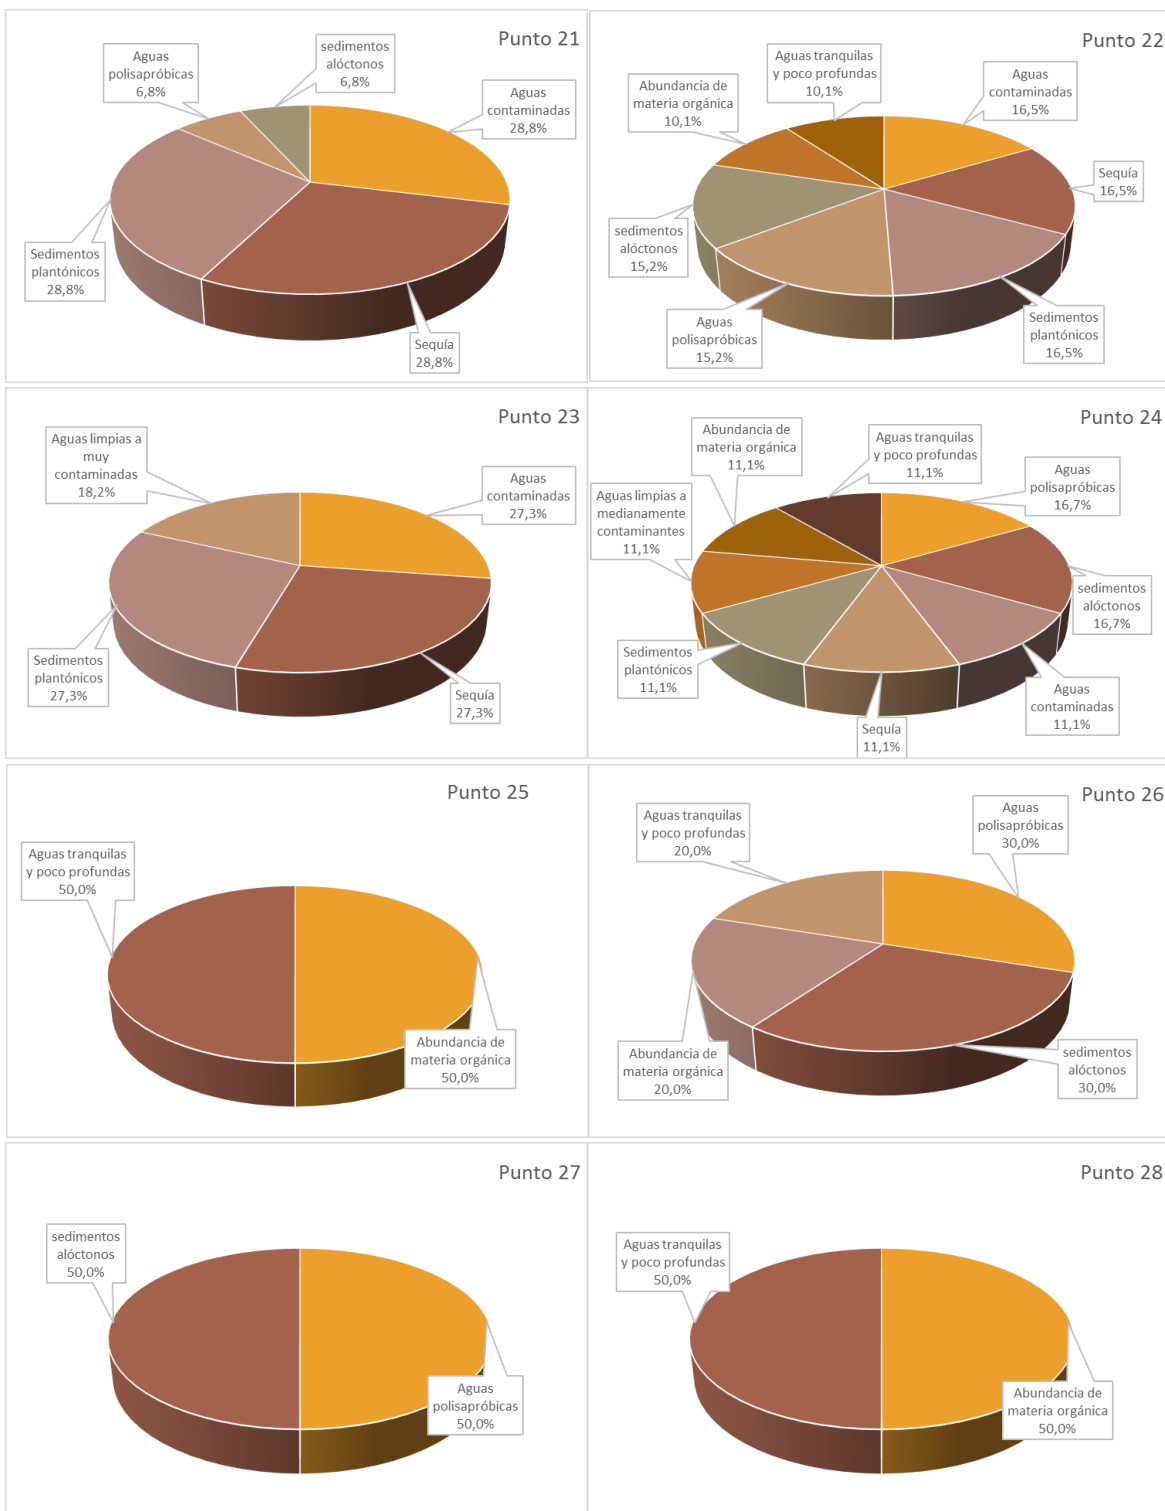 Punto 21
Aguas
polisapróbicas
6,8%
sedimentos
alóctonos
6,8%
Aguas
contaminadas
28,8%
Sedimentos
plantónicos
28,8%
Sequía
28,8%
Punto 22
Aguas tranquilas
y poco profundas
10,1%
Aguas
contaminadas
16,5%
Abundancia de
materia orgánica
10,1%
Sequía
16,5%
sedimentos
alóctonos
15,2%
Aguas
polisapróbicas
15,2%
Sedimentos
plantónicos
16,5%
Punto 23
Aguas limpias a
muy
contaminadas
18,2%
Aguas
contaminadas
27,3%
Sedimentos
plantónicos
27,3%
Sequía
27,3%
Punto 24
Abundancia de
materia orgánica
11,1%
Aguas tranquilas
y poco profundas
11,1%
Aguas
polisapróbicas
16,7%
Aguas limpias a
medianamente
contaminantes
11,1%
sedimentos
alóctonos
16,7%
Sedimentos
plantónicos
11,1%
Aguas
contaminadas
11,1%
Sequía
11,1%
Punto 25
Aguas tranquilas
y poco profundas
50,0%
Abundancia de
materia orgánica
50,0%
Punto 26
Aguas tranquilas
y poco profundas
20,0%
Aguas
polisapróbicas
30,0%
Abundancia de
materia orgánica
20,0%
sedimentos
alóctonos
30,0%
Punto 27
sedimentos
alóctonos
50,0%
Aguas
polisapróbicas
50,0%
Punto 28
Aguas tranquilas
y poco profundas
50,0%
Abundancia de
materia orgánica
50,0%